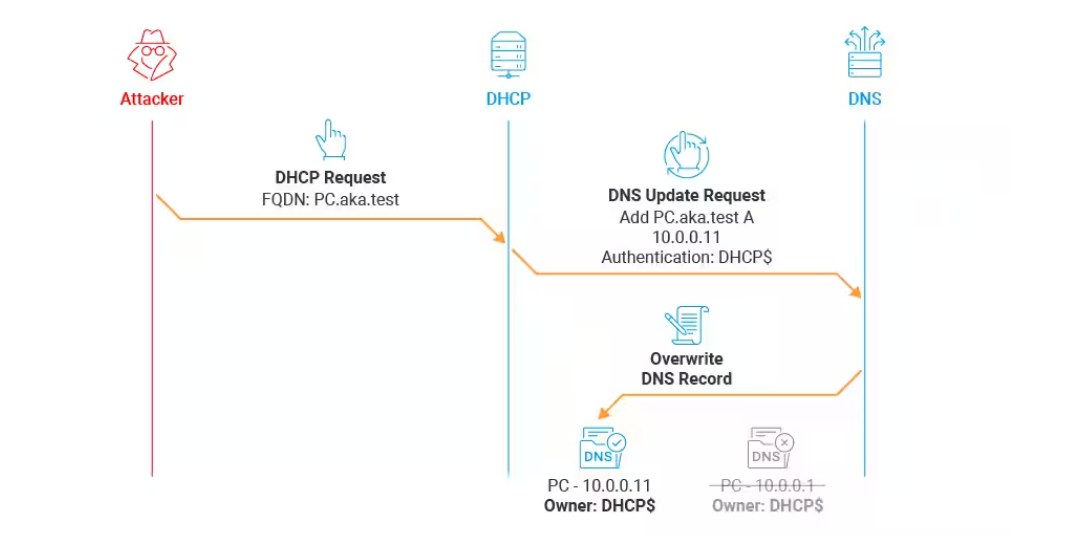 Attacker
DHCP
DNS
DHCP Request
FQDN: PC.aka.test
DNS Update Request
Add PC.aka.test A
10.0.0.11
Authentication: DHCP$
Overwrite
DNS Record
DNS
DNS
PC - 10.0.0.11
Owner: DHCP$
PC - 10.0.0.1
Owner: DHCP$